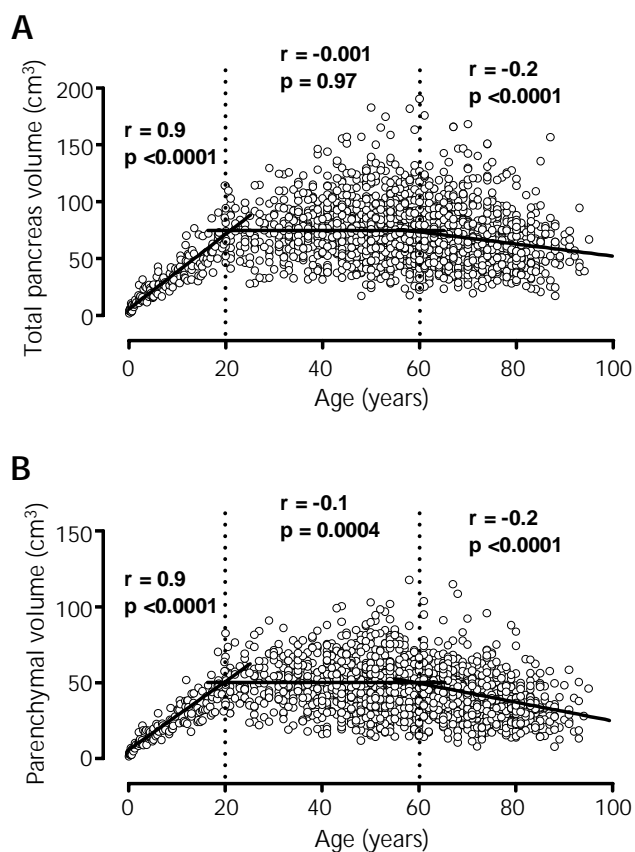 A
r = -0.001
p = 0.97
r = -0.2
p <0.0001
r = 0.9
p <0.0001
Total pancreas volume (cm³)
200
150
100
50
0
0 20 40 60 80 100
Age (years)
B
r = -0.1
p = 0.0004
r = -0.2
p <0.0001
r = 0.9
p <0.0001
Parenchymal volume (cm³)
150
100
50
0
0 20 40 60 80 100
Age (years)